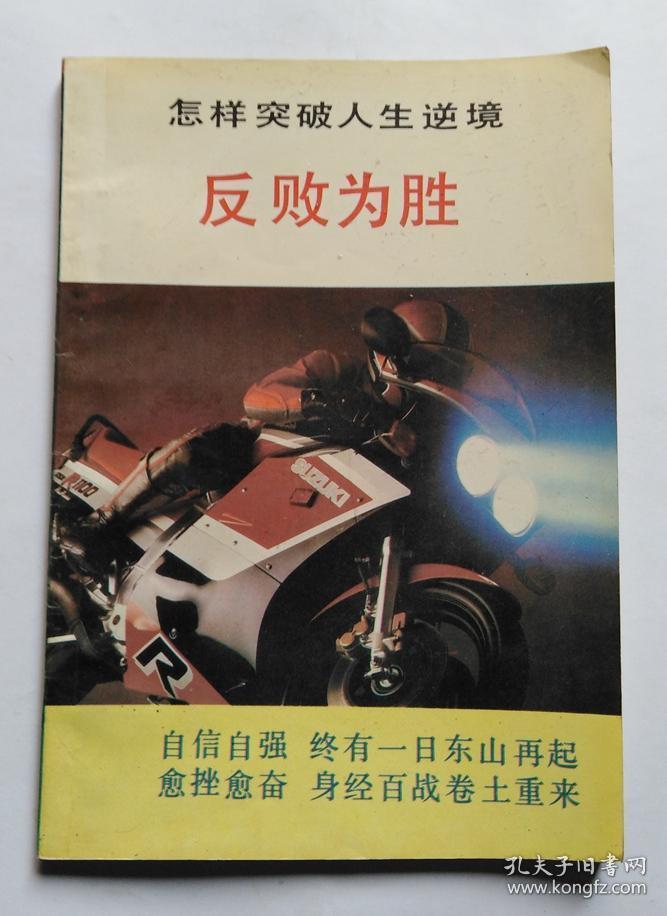 怎样突破人生逆境
反败为胜
SUZUKI
1100
R
自信自强 终有一日东山再起
愈挫愈奋 身经百战卷土重来
孔夫子旧书网
www.kongfz.com